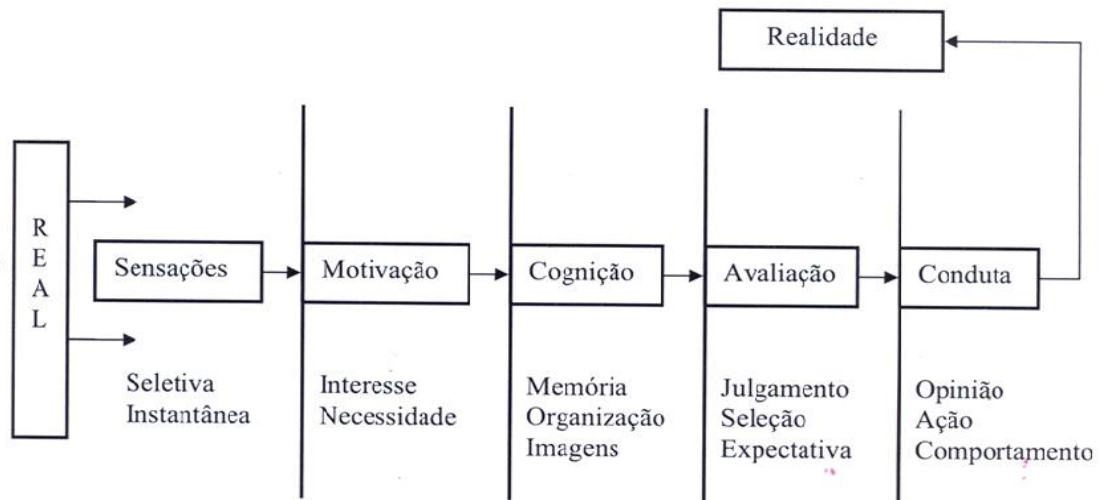 Realidade
REAL
Sensações
Motivação
Cognição
Avaliação
Conduta
Seletiva
Instantânea
Interesse
Necessidade
Memória
Organização
Imagens
Julgamento
Seleção
Expectativa
Opinião
Ação
Comportamento